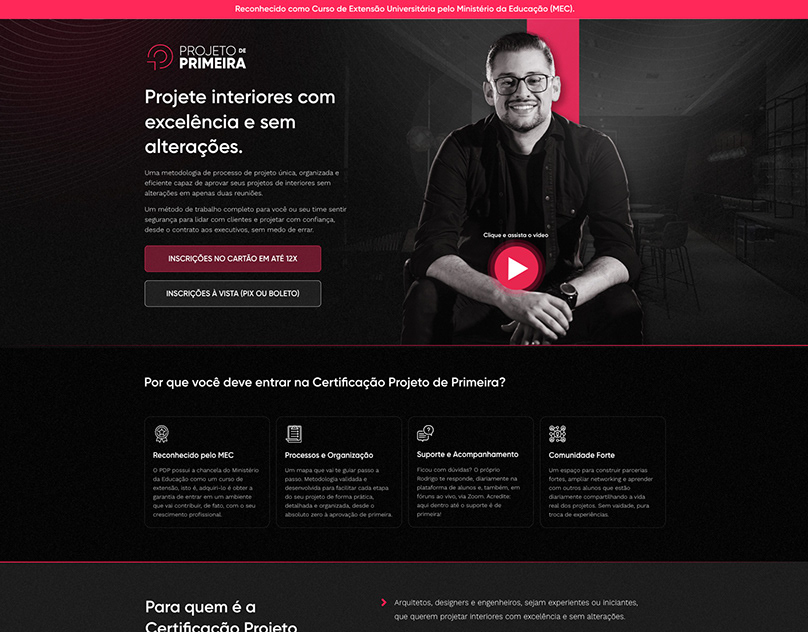 Reconhecido como Curso de Extensão Universitária pelo Ministério da Educação (MEC).
PROJETO DE
PRIMEIRA
Projete interiores com
excelência e sem
alterações.
Uma metodologia de processo de projeto única, organizada e
eficiente capaz de aprovar seus projetos de interiores sem
alterações em apenas duas reuniões.
Um método de trabalho completo para você ou seu time sentir
segurança para lidar com clientes e projetar com confiança,
desde o contrato aos executivos, sem medo de errar.
Clique e assista o vídeo
INSCRIÇÕES NO CARTÃO EM ATÉ 12X
INSCRIÇÕES À VISTA (PIX OU BOLETO)
Por que você deve entrar na Certificação Projeto de Primeira?
Reconhecido pelo MEC
O PDP possui a chancela do Ministério
da Educação como um curso de
extensão, isto é, adquiri-lo é obter a
garantia de entrar em um ambiente
que vai contribuir, de fato, com o seu
crescimento profissional.
Processos e Organização
Um mapa que vai te guiar passo a
passo. Metodologia validada e
desenvolvida para facilitar cada etapa
do seu projeto de forma prática,
detalhada e organizada, desde o
absoluto zero à aprovação de primeira.
Suporte e Acompanhamento
Ficou com dúvidas? O próprio
Rodrigo te responde, diariamente na
plataforma de alunos e, também, em
fóruns ao vivo, via Zoom. Acredite:
aqui dentro até o suporte é de
primeira!
Comunidade Forte
Um espaço para construir parcerias
fortes, ampliar networking e aprender
com outros alunos que estão
diariamente compartilhando a vida
real dos projetos. Sem vaidade, pura
troca de experiências.
Para quem é a
Certificação Projeto
Arquitetos, designers e engenheiros, sejam experientes ou iniciantes,
que querem projetar interiores com excelência e sem alterações.